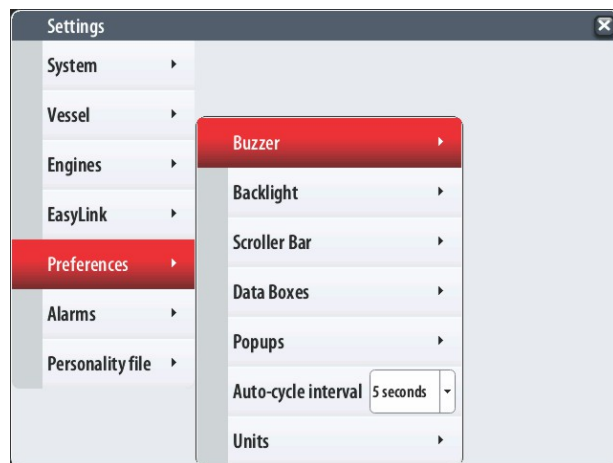 Settings
System
Vessel
Engines
EasyLink
Preferences
Alarms
Personality file
Buzzer
Backlight
Scroller Bar
Data Boxes
Popups
Auto-cycle interval 5 seconds
Units